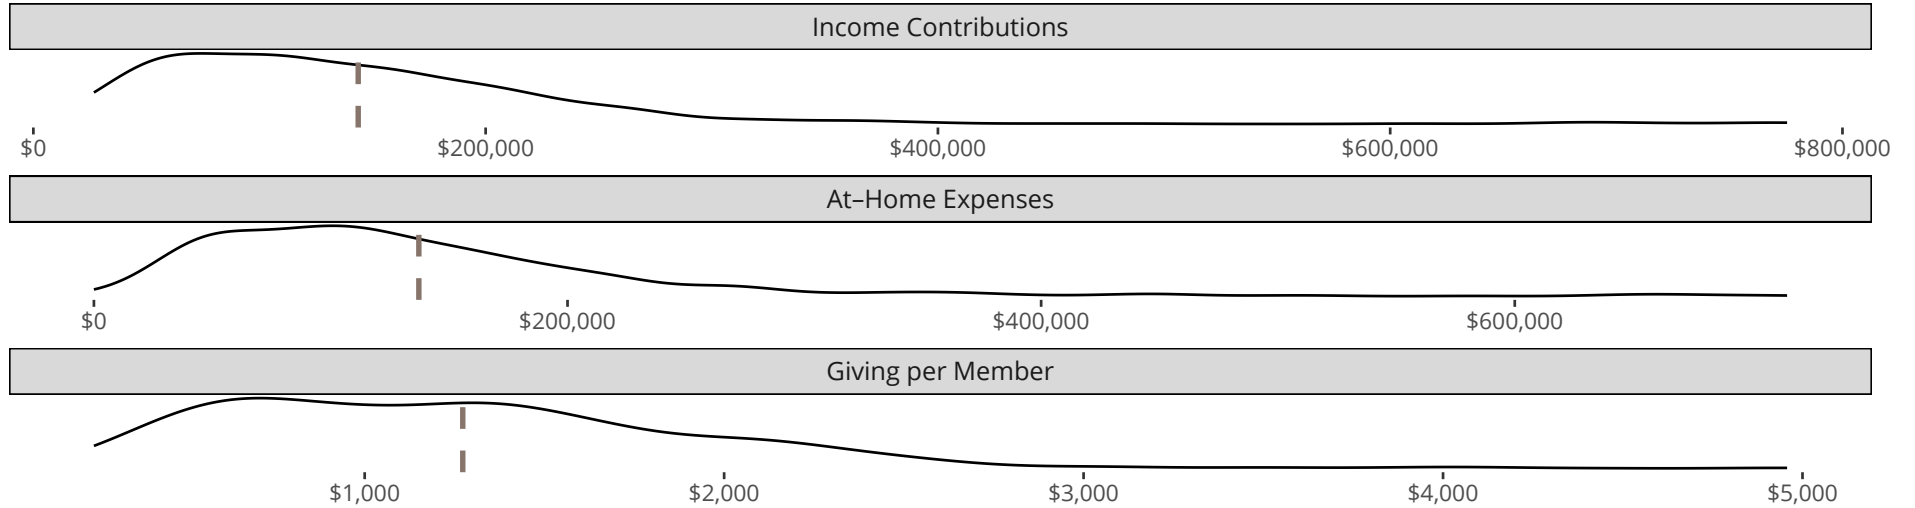 Income Contributions
$0 $200,000 $400,000 $600,000 $800,000
At–Home Expenses
$0 $200,000 $400,000 $600,000
Giving per Member
$1,000 $2,000 $3,000 $4,000 $5,000